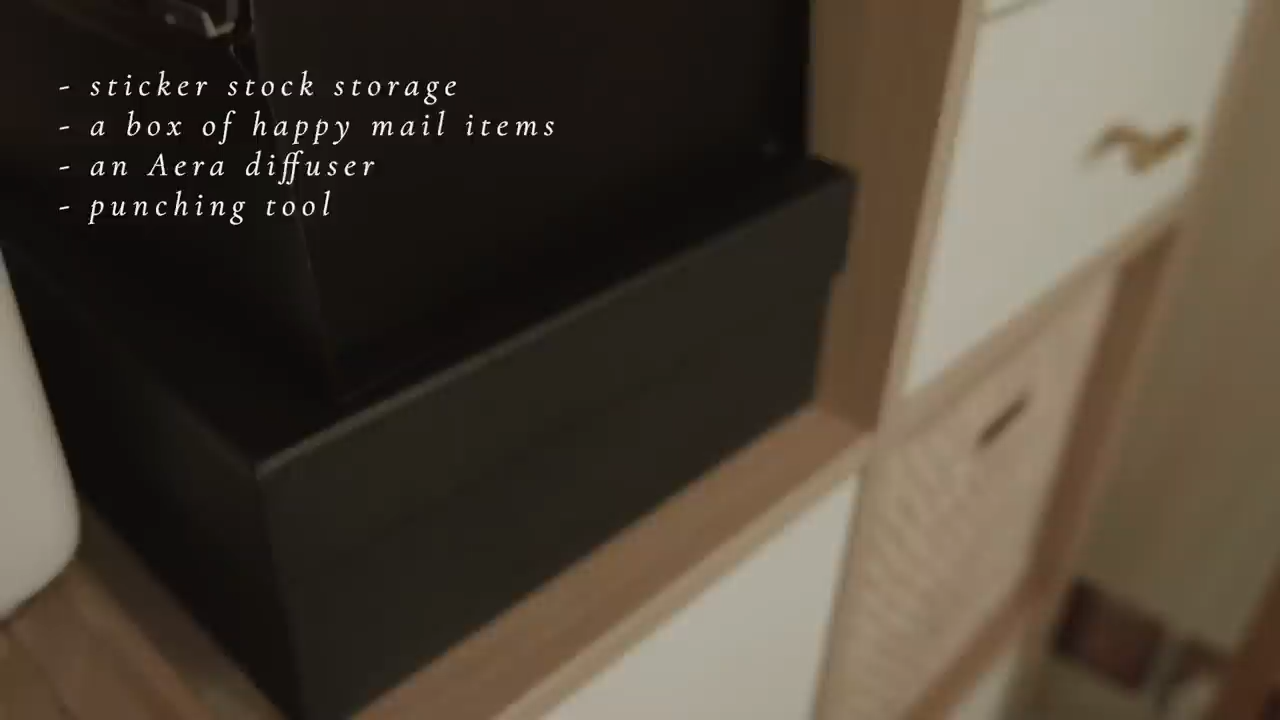 - sticker stock storage
- a box of happy mail items
- an Aera diffuser
- punching tool